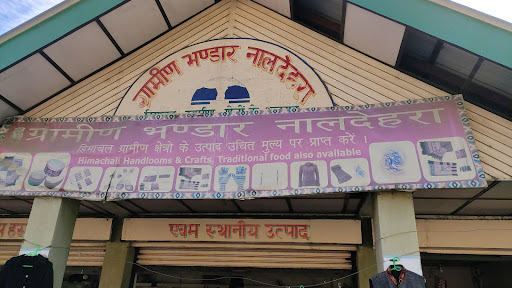 ग्रामीण भण्डार नालदेहरा
ग्रामीण भण्डार नालदेहरा
हिमाचल ग्रामीण क्षेत्रों के उत्पाद उचित मूल्य पर प्राप्त करें ।
Himachali Handlooms & Crafts, Traditional food also available
एवम स्थानीय उत्पाद